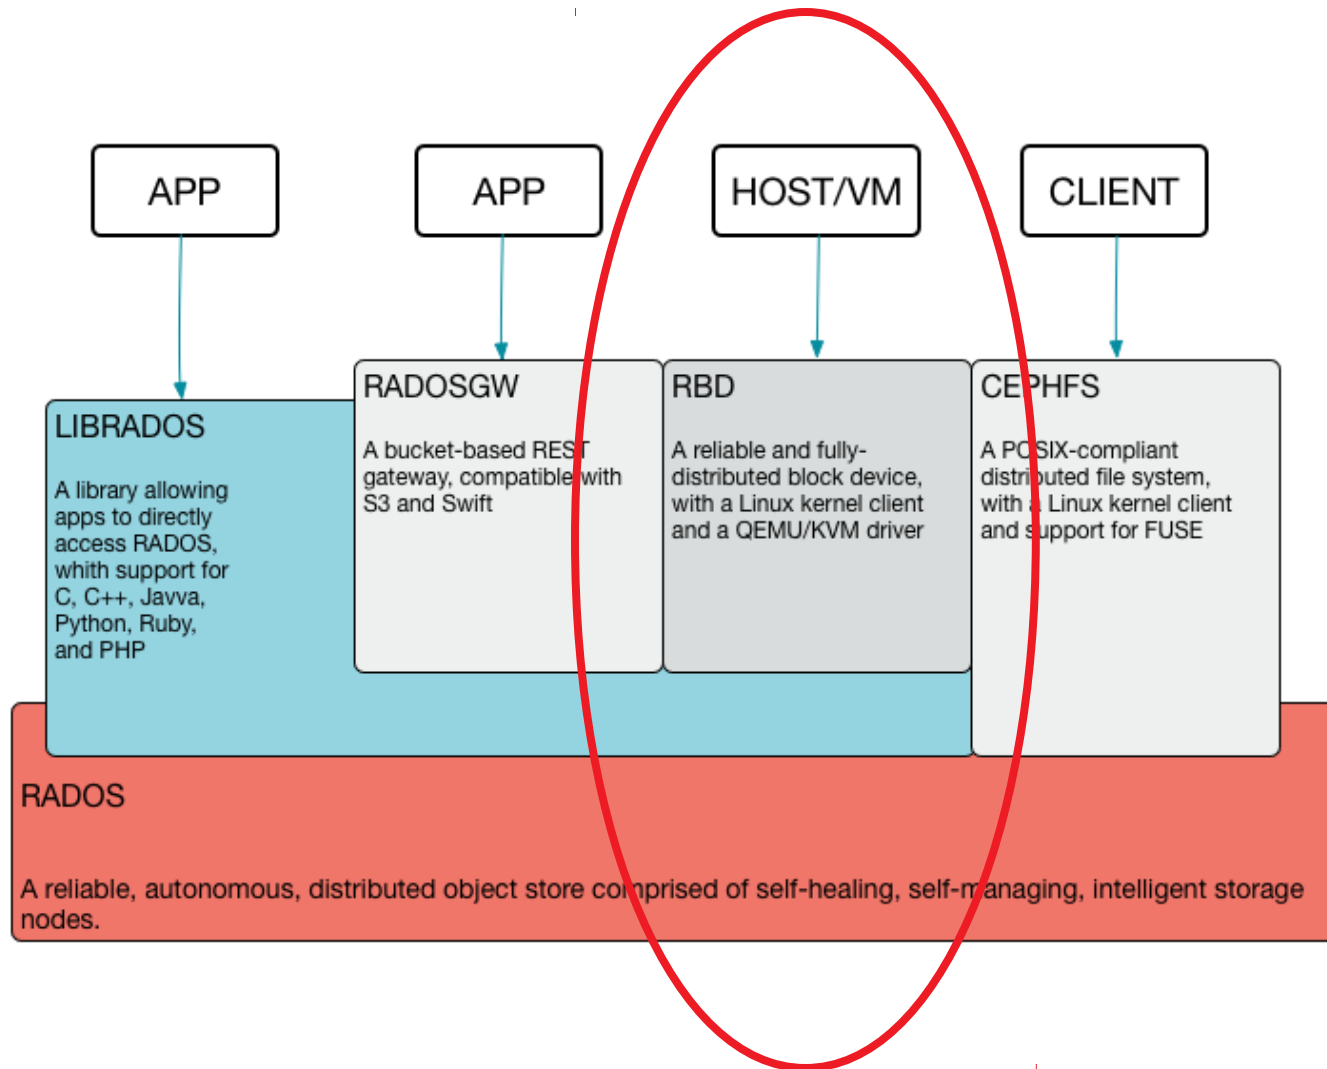 APP
APP
HOST/VM
CLIENT
LIBRADOS
A library allowing
apps to directly
access RADOS,
whith support for
C, C++, Javva,
Python, Ruby,
and PHP
RADOSGW
A bucket-based REST
gateway, compatible with
S3 and Swift
RBD
A reliable and fully-
distributed block device,
with a Linux kernel client
and a QEMU/KVM driver
CEPHFS
A POSIX-compliant
distributed file system,
with a Linux kernel client
and support for FUSE
RADOS
A reliable, autonomous, distributed object store comprised of self-healing, self-managing, intelligent storage
nodes.